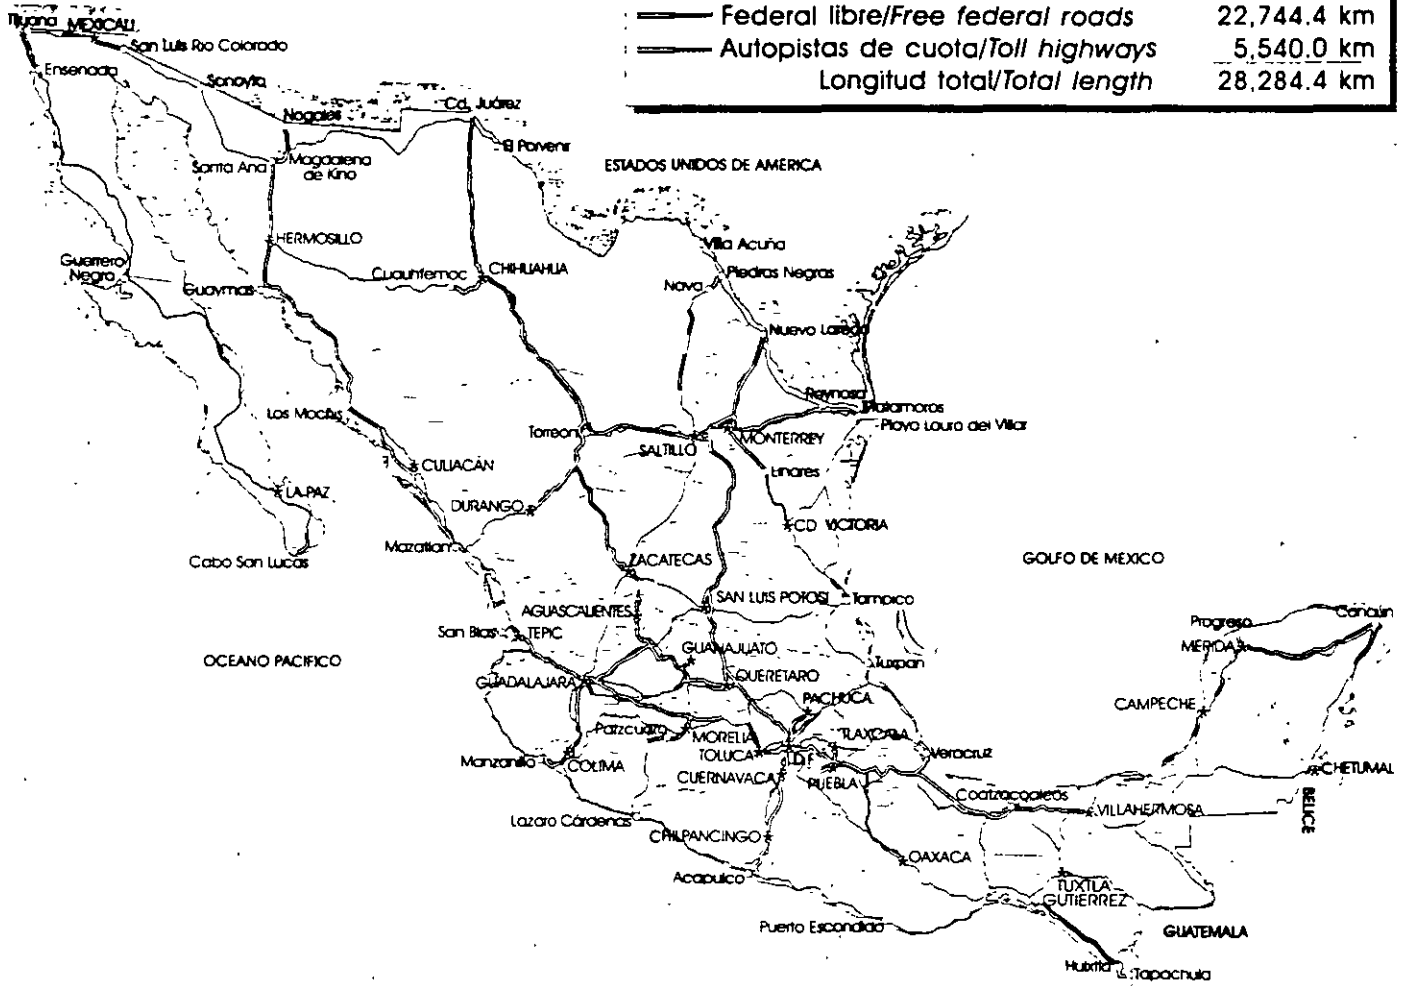 Federal libre/Free federal roads 22,744.4 km
Autopistas de cuota/Toll highways 5,540.0 km
Longitud total/Total length 28,284.4 km
Tijuana MEXICALI
San Luis Rio Colorado
Ensenada
Sonoyta
Nogales
Cd. Juárez
El Porvenir
Santa Ana
Magdalena
de Kino
ESTADOS UNIDOS DE AMERICA
HERMOSILLO
Villa Acuña
Guerrero
Negro
Cuauhtemoc
CHIHUAHUA
Piedras Negras
Nava
Guaymas
Nuevo Laredo
Reynosa
Matamoros
Los Mochis
Playa Lauro del Villar
Torreon
SALTILLO
MONTERREY
CULIACÁN
Linares
LA PAZ
DURANGO
CD VICTORIA
Mazatlan
Cabo San Lucas
ZACATECAS
GOLFO DE MEXICO
AGUASCALIENTES
SAN LUIS POTOSI
Tampico
Cancún
San Blas
TEPIC
Progreso
MERIDA
OCEANO PACIFICO
GUANAJUATO
Tuxpan
GUADALAJARA
QUERETARO
PACHUCA
CAMPECHE
Patzcuaro
MORELIA
TLAXCALA
TOLUCA
D.F.
Veracruz
Manzanillo
COLIMA
CUERNAVACA
PUEBLA
CHETUMAL
Coatzacoalcos
BELICE
VILLAHERMOSA
Lazaro Cárdenas
CHILPANCINGO
OAXACA
Acapulco
TUXTLA
GUTIERREZ
Puerto Escondido
GUATEMALA
Huixtla
Tapachula